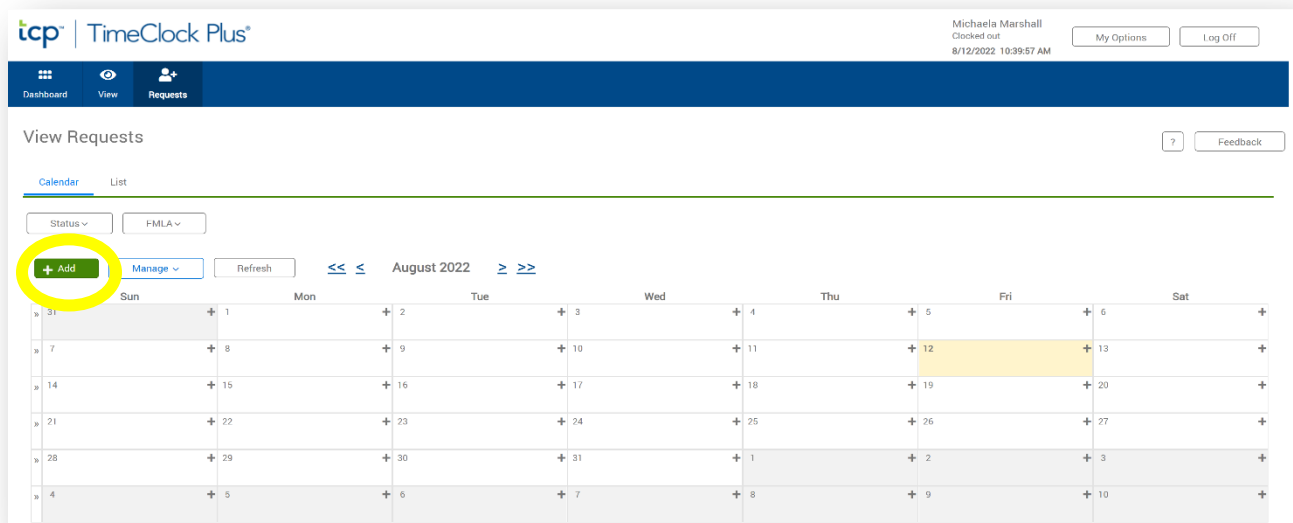 tcp™ | TimeClock Plus®
Michaela Marshall
Clocked out
8/12/2022 10:39:57 AM
My Options
Log Off
Dashboard View Requests
View Requests
? Feedback
Calendar List
Status FMLA
+ Add Manage Refresh << < August 2022 > >>
Sun Mon Tue Wed Thu Fri Sat
» 31 + 1 + 2 + 3 + 4 + 5 + 6 +
» 7 + 8 + 9 + 10 + 11 + 12 + 13 +
» 14 + 15 + 16 + 17 + 18 + 19 + 20 +
» 21 + 22 + 23 + 24 + 25 + 26 + 27 +
» 28 + 29 + 30 + 31 + 1 + 2 + 3 +
» 4 + 5 + 6 + 7 + 8 + 9 + 10 +